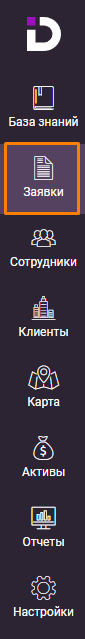 База знаний
Заявки
Сотрудники
Клиенты
Карта
Активы
Отчеты
Настройки